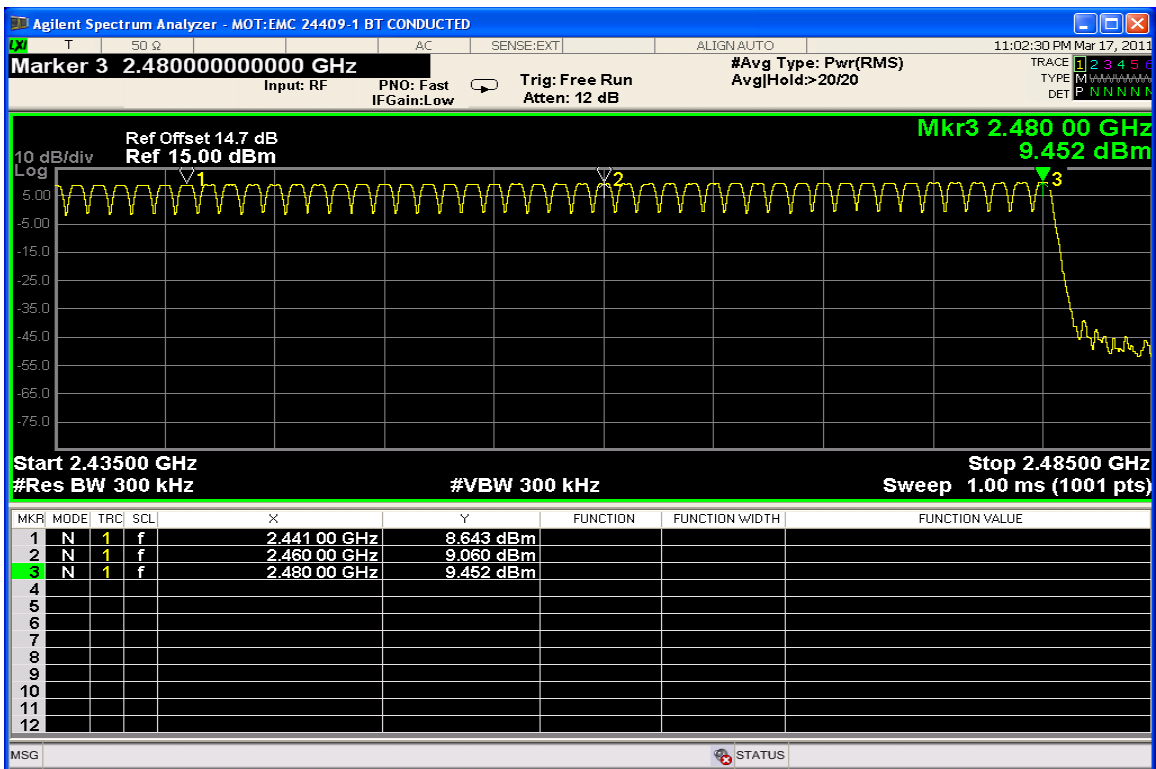 Agilent Spectrum Analyzer - MOT:EMC 24409-1 BT CONDUCTED
LXI T 50 Ω AC SENSE:EXT ALIGN AUTO 11:02:30 PM Mar 17, 2011
Marker 3 2.480000000000 GHz
Input: RF
PNO: Fast
IFGain:Low
Trig: Free Run
Atten: 12 dB
#Avg Type: Pwr(RMS)
Avg|Hold:>20/20
TRACE 1 2 3 4 5 6
TYPE M
DET P N N N N N
Mkr3 2.480 00 GHz
9.452 dBm
Ref Offset 14.7 dB
10 dB/div Ref 15.00 dBm
Log
1
2
3
5.00
-5.00
-15.0
-25.0
-35.0
-45.0
-55.0
-65.0
-75.0
Start 2.43500 GHz Stop 2.48500 GHz
#Res BW 300 kHz #VBW 300 kHz Sweep 1.00 ms (1001 pts)
MKR MODE TRC SCL X Y FUNCTION FUNCTION WIDTH FUNCTION VALUE
1 N 1 f 2.441 00 GHz 8.643 dBm
2 N 1 f 2.460 00 GHz 9.060 dBm
3 N 1 f 2.480 00 GHz 9.452 dBm
4
5
6
7
8
9
10
11
12
MSG STATUS